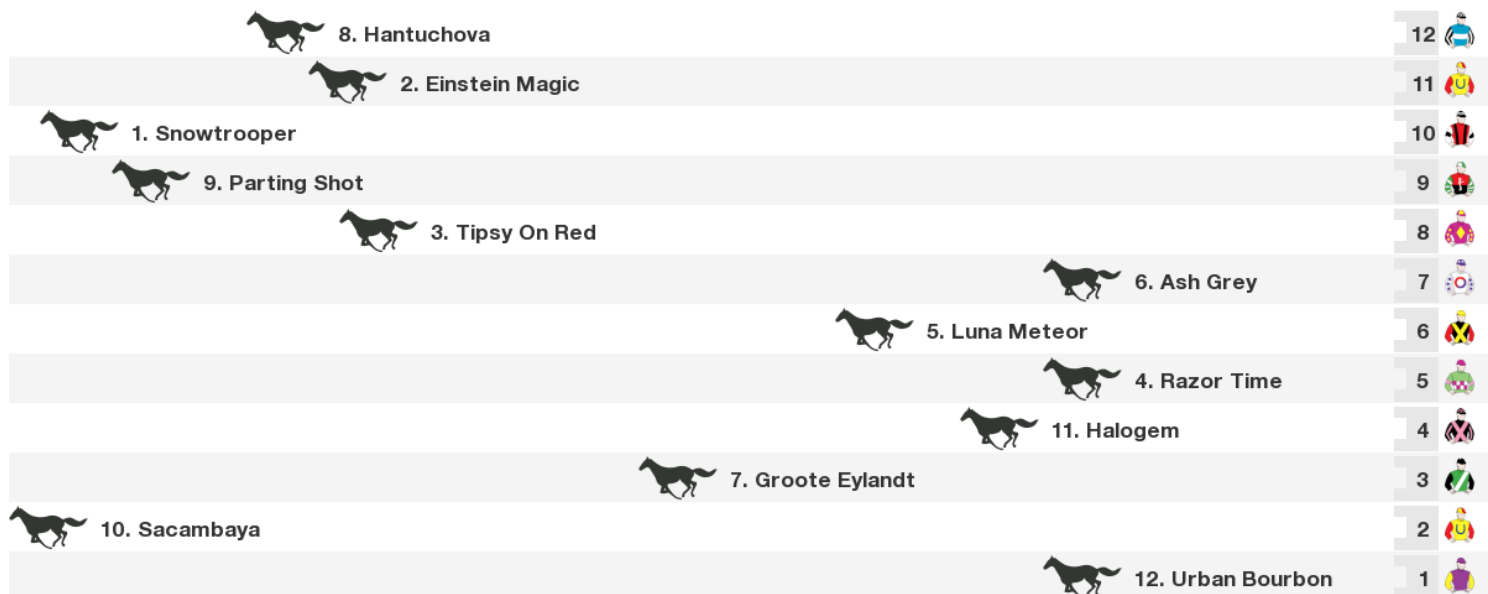 8. Hantuchova 12
2. Einstein Magic 11
1. Snowtrooper 10
9. Parting Shot 9
3. Tipsy On Red 8
6. Ash Grey 7
5. Luna Meteor 6
4. Razor Time 5
11. Halogem 4
7. Groote Eylandt 3
10. Sacambaya 2
12. Urban Bourbon 1